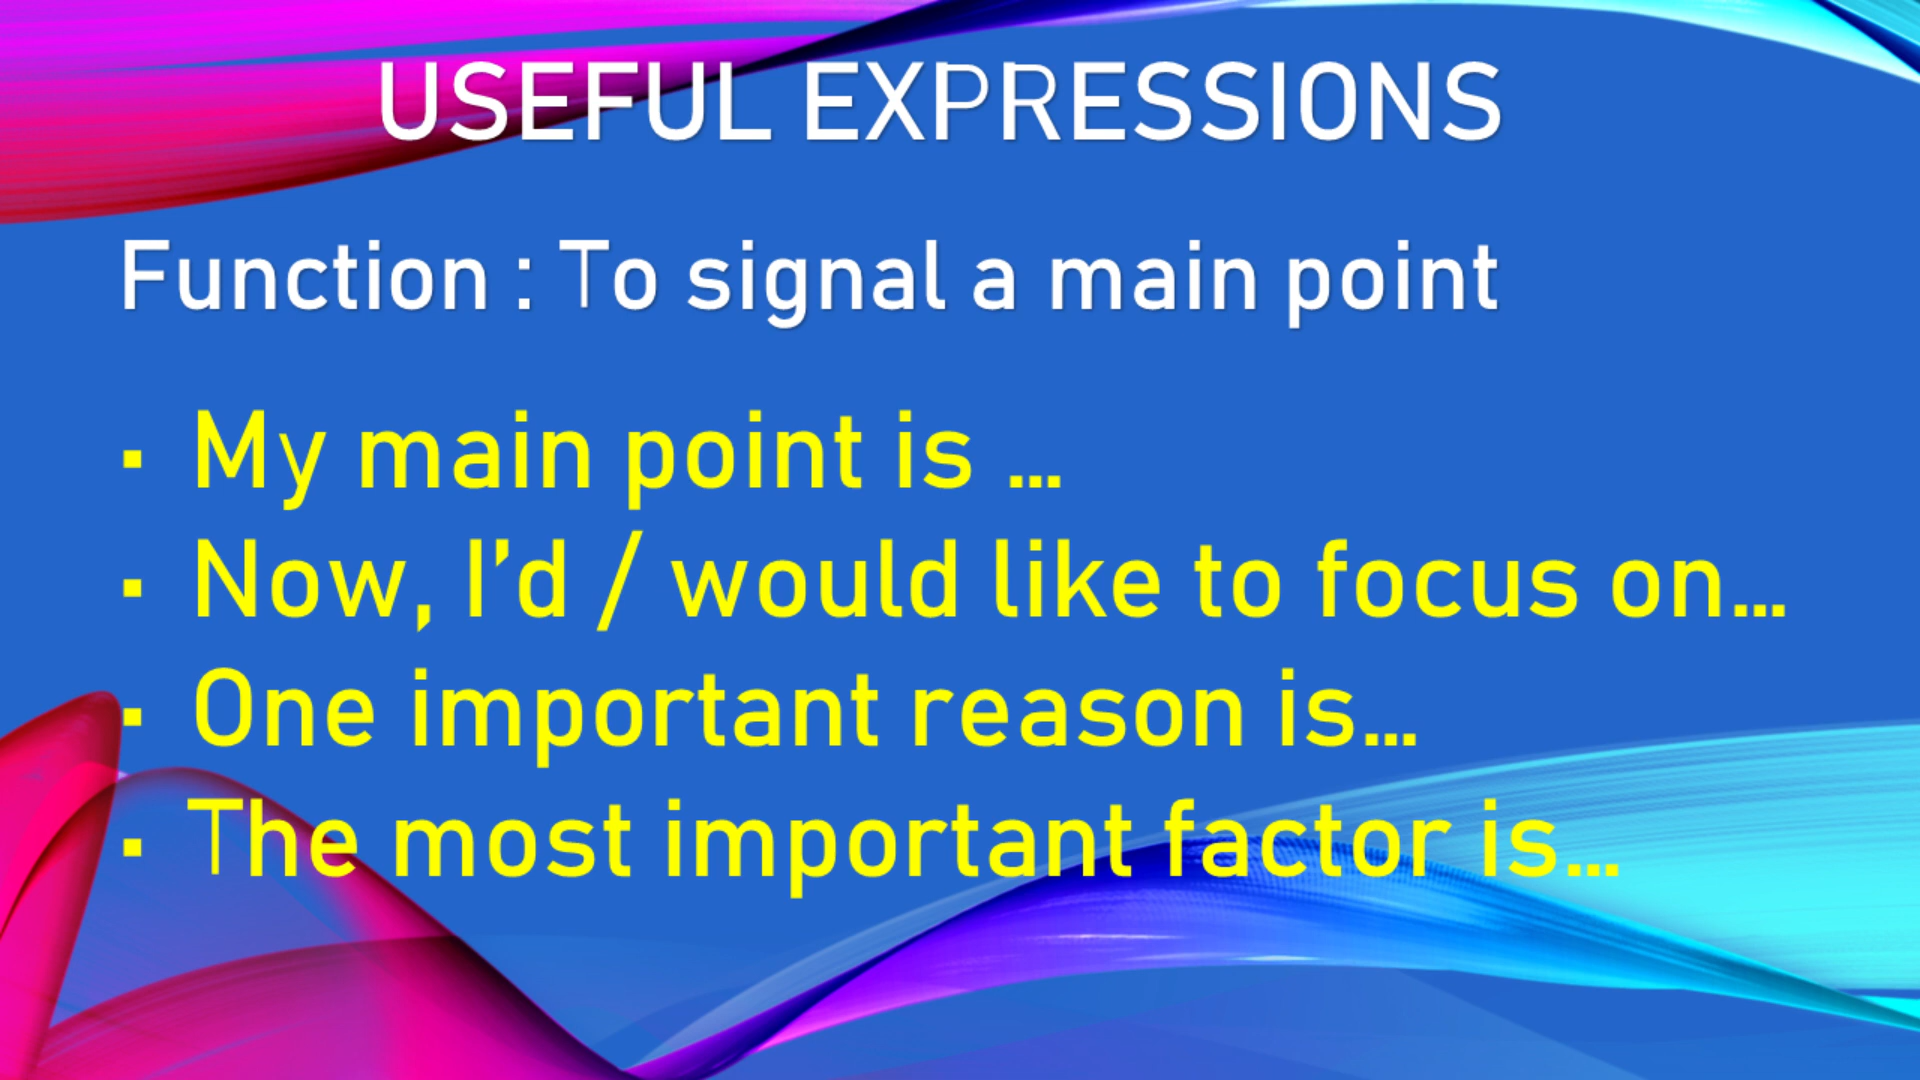 USEFUL EXPRESSIONS
Function : To signal a main point
▪ My main point is ...
▪ Now, I’d / would like to focus on...
▪ One important reason is...
▪ The most important factor is...